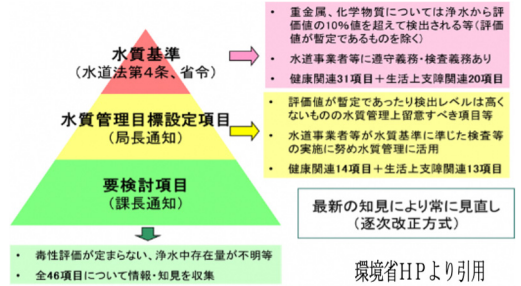 水質基準
(水道法第4条、省令)
水質管理目標設定項目
(局長通知)
要検討項目
(課長通知)
• 重金属、化学物質については浄水から評
価値の10%値を超えて検出される等(評価
値が暫定であるものを除く)
• 水道事業者等に遵守義務・検査義務あり
• 健康関連31項目+生活上支障関連20項目
• 評価値が暫定であったり検出レベルは高く
ないものの水質管理上留意すべき項目等
• 水道事業者等が水質基準に準じた検査等
の実施に努め水質管理に活用
• 健康関連14項目+生活上支障関連13項目
最新の知見により常に見直し
(逐次改正方式)
• 毒性評価が定まらない、浄水中存在量が不明等
• 全46項目について情報・知見を収集
環境省HPより引用